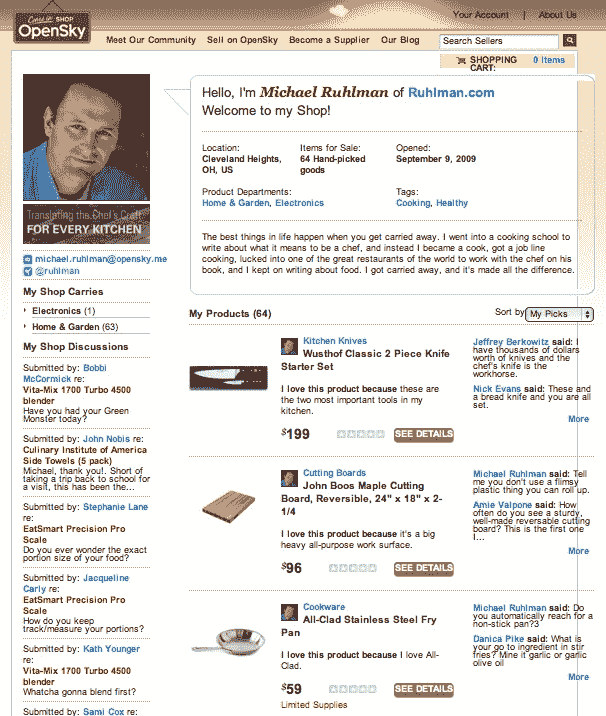 Your Account | About Us
Come in SHOP
OpenSky
Meet Our Community Sell on OpenSky Become a Supplier Our Blog
Search Sellers
SHOPPING CART: 0 Items
Hello, I'm Michael Ruhlman of Ruhlman.com
Welcome to my Shop!
Location:
Cleveland Heights,
OH, US
Items for Sale:
64 Hand-picked
goods
Opened:
September 9, 2009
Product Departments:
Home & Garden, Electronics
Tags:
Cooking, Healthy
The best things in life happen when you get carried away. I went into a cooking school to
write about what it means to be a chef, and instead I became a cook, got a job line
cooking, lucked into one of the great restaurants of the world to work with the chef on his
book, and I kept on writing about food. I got carried away, and it's made all the difference.
Translating the Chef's Craft
FOR EVERY KITCHEN
michael.ruhlman@opensky.me
@ruhlman
My Shop Carries
Electronics (1)
Home & Garden (63)
My Shop Discussions
Submitted by: Bobbi
McCormick re:
Vita-Mix 1700 Turbo 4500
blender
Have you had your Green
Monster today?
Submitted by: John Nobis re:
Culinary Institute of America
Side Towels (5 pack)
Michael, thank you!. Short of
taking a trip back to school for
a visit, this has been the...
Submitted by: Stephanie Lane
re:
EatSmart Precision Pro
Scale
Do you ever wonder the exact
portion size of your food?
Submitted by: Jacqueline
Carly re:
EatSmart Precision Pro
Scale
How do you keep
track/measure your portions?
Submitted by: Kath Younger
re:
Vita-Mix 1700 Turbo 4500
blender
Whatcha gonna blend first?
Submitted by: Sami Cox re:
My Products (64)
Sort by My Picks
Kitchen Knives
Wusthof Classic 2 Piece Knife
Starter Set
I love this product because these are
the two most important tools in my
kitchen.
$199
SEE DETAILS
Jeffrey Berkowitz said: I
have thousands of dollars
worth of knives and the
chef's knife is the
workhorse.
Nick Evans said: These and
a bread knife and you are all
set.
More
Cutting Boards
John Boos Maple Cutting
Board, Reversible, 24" x 18" x 2-
1/4
I love this product because it's a big
heavy all-purpose work surface.
$96
SEE DETAILS
Michael Ruhlman said: Tell
me you don't use a flimsy
plastic thing you can roll up.
Amie Valpone said: How
often do you see a sturdy,
well-made reversable cutting
board? This is the first one
I...
More
Cookware
All-Clad Stainless Steel Fry
Pan
I love this product because I love All-
Clad.
$59
SEE DETAILS
Limited Supplies
Michael Ruhlman said: Do
you automatically reach for a
non-stick pan?3
Danica Pike said: What is
your go to ingredient in stir
fries? Mine it garlic or garlic
olive oil
More